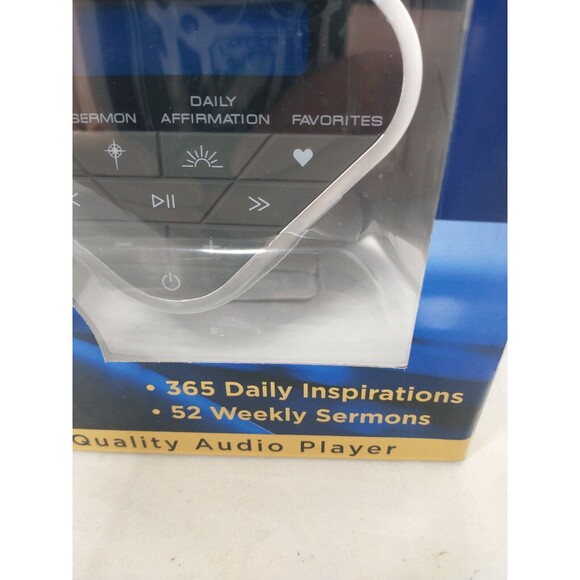 SERMON
DAILY
AFFIRMATION
FAVORITES
• 365 Daily Inspirations
• 52 Weekly Sermons
Quality Audio Player